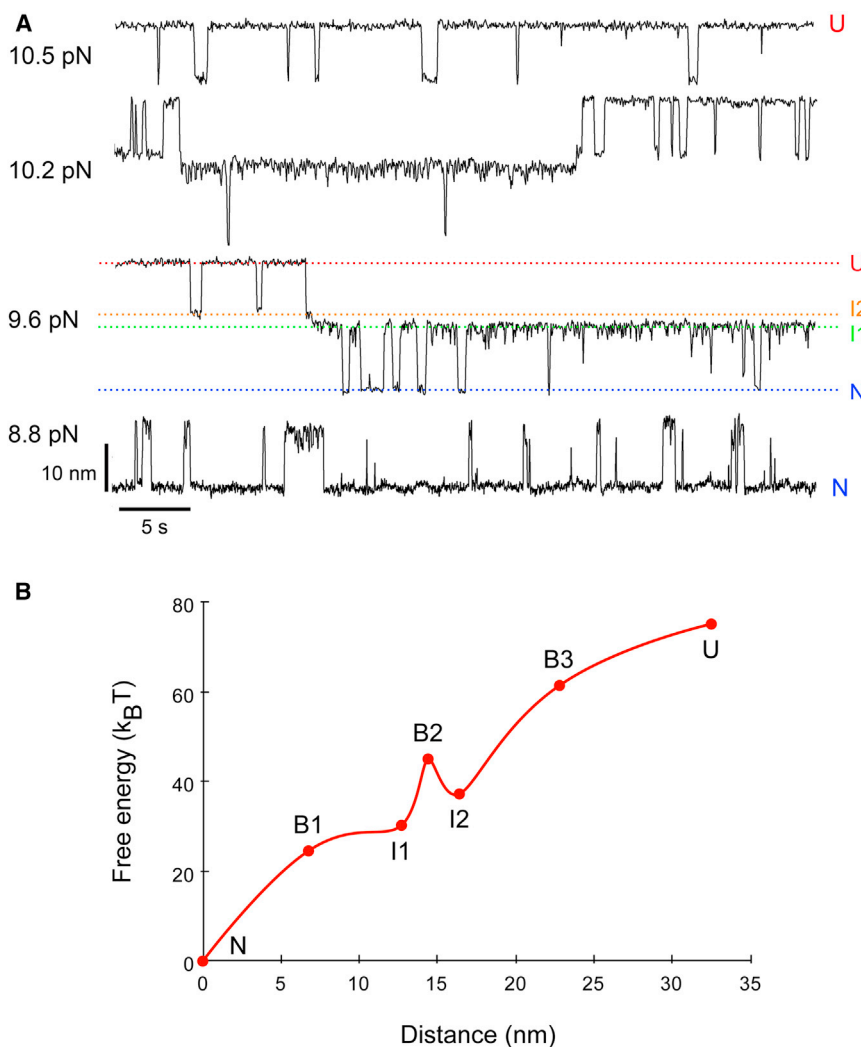 A
U
10.5 pN
10.2 pN
U
I2
I1
9.6 pN
N
8.8 pN
10 nm
N
5 s
B
80
B3
U
60
B2
Free energy (kBT)
40
I2
B1
I1
20
N
0
0 5 10 15 20 25 30 35
Distance (nm)